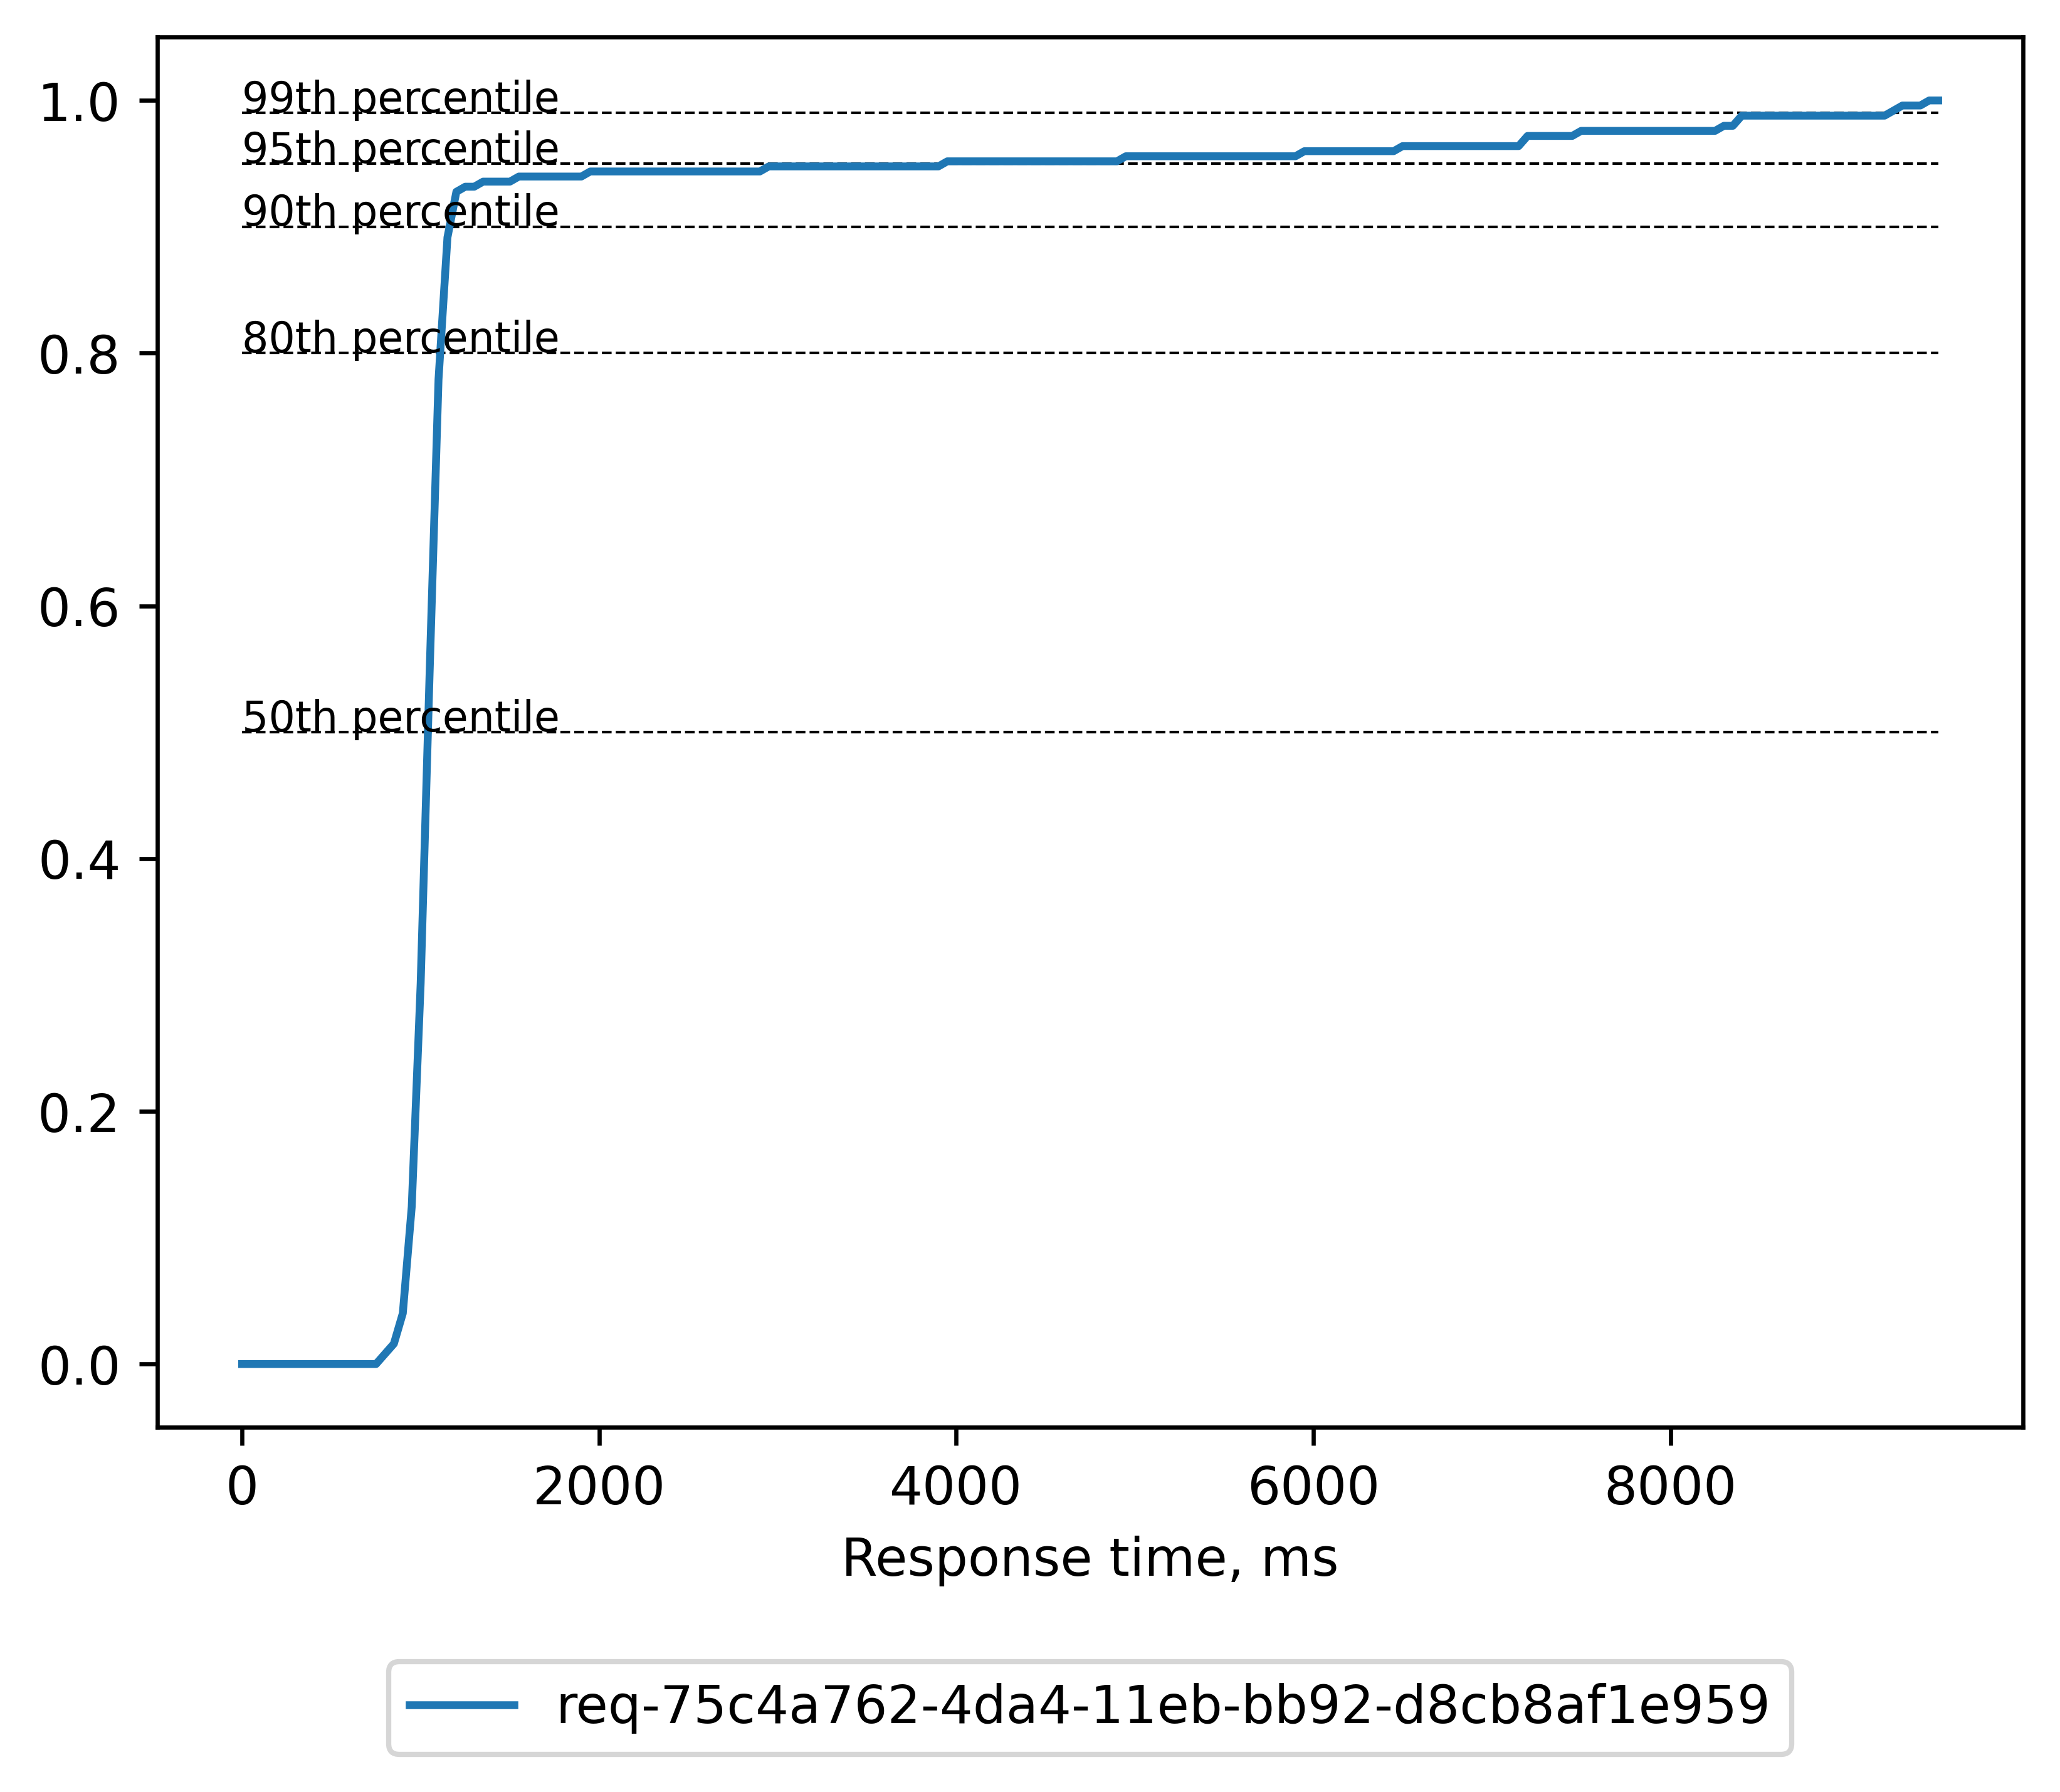 99th percentile
1.0
95th percentile
90th percentile
80th percentile
0.8
0.6
50th percentile
0.4
0.2
0.0
0 2000 4000 6000 8000
Response time, ms
req-75c4a762-4da4-11eb-bb92-d8cb8af1e959